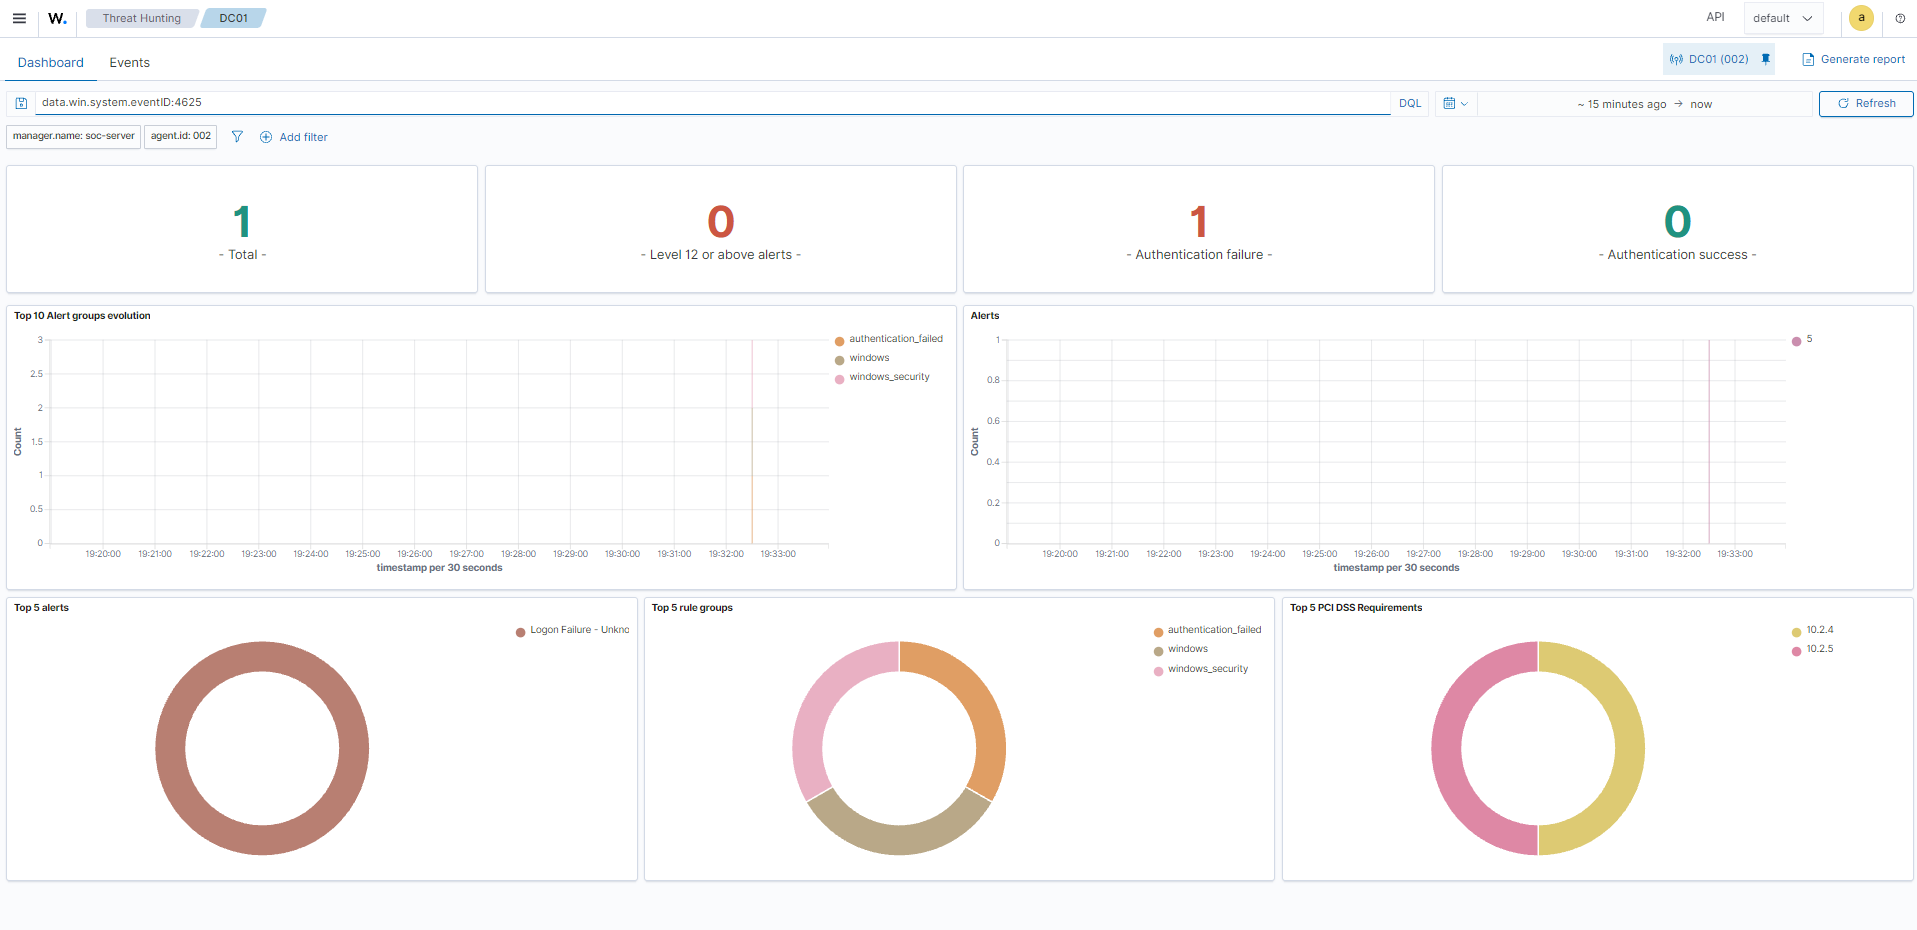 W. Threat Hunting DC01 API default a
Dashboard Events DC01 (002) Generate report
data.win.system.eventID:4625 DQL ~ 15 minutes ago → now Refresh
manager.name: soc-server agent.id: 002 Add filter
1
- Total -
0
- Level 12 or above alerts -
1
- Authentication failure -
0
- Authentication success -
Top 10 Alert groups evolution
3
2.5
2
1.5
1
0.5
0
Count
19:20:00 19:21:00 19:22:00 19:23:00 19:24:00 19:25:00 19:26:00 19:27:00 19:28:00 19:29:00 19:30:00 19:31:00 19:32:00 19:33:00
timestamp per 30 seconds
authentication_failed
windows
windows_security
Alerts
1
0.8
0.6
0.4
0.2
0
Count
19:20:00 19:21:00 19:22:00 19:23:00 19:24:00 19:25:00 19:26:00 19:27:00 19:28:00 19:29:00 19:30:00 19:31:00 19:32:00 19:33:00
timestamp per 30 seconds
5
Top 5 alerts
Logon Failure - Unkno
Top 5 rule groups
authentication_failed
windows
windows_security
Top 5 PCI DSS Requirements
10.2.4
10.2.5